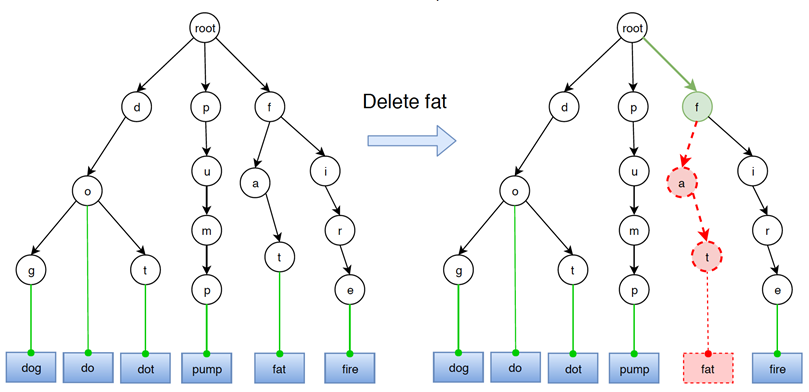 root
root
Delete fat
d
p
f
d
p
f
u
a
i
u
a
i
o
o
m
r
m
r
g
t
t
g
t
t
p
e
p
e
dog
do
dot
pump
fat
fire
dog
do
dot
pump
fat
fire